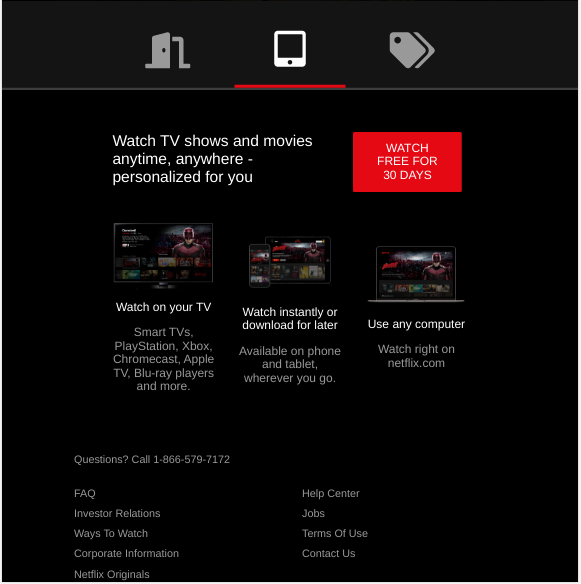 Watch TV shows and movies
anytime, anywhere -
personalized for you
WATCH
FREE FOR
30 DAYS
Watch on your TV
Smart TVs,
PlayStation, Xbox,
Chromecast, Apple
TV, Blu-ray players
and more.
Watch instantly or
download for later
Available on phone
and tablet,
wherever you go.
Use any computer
Watch right on
netflix.com
Questions? Call 1-866-579-7172
FAQ
Help Center
Investor Relations
Jobs
Ways To Watch
Terms Of Use
Corporate Information
Contact Us
Netflix Originals